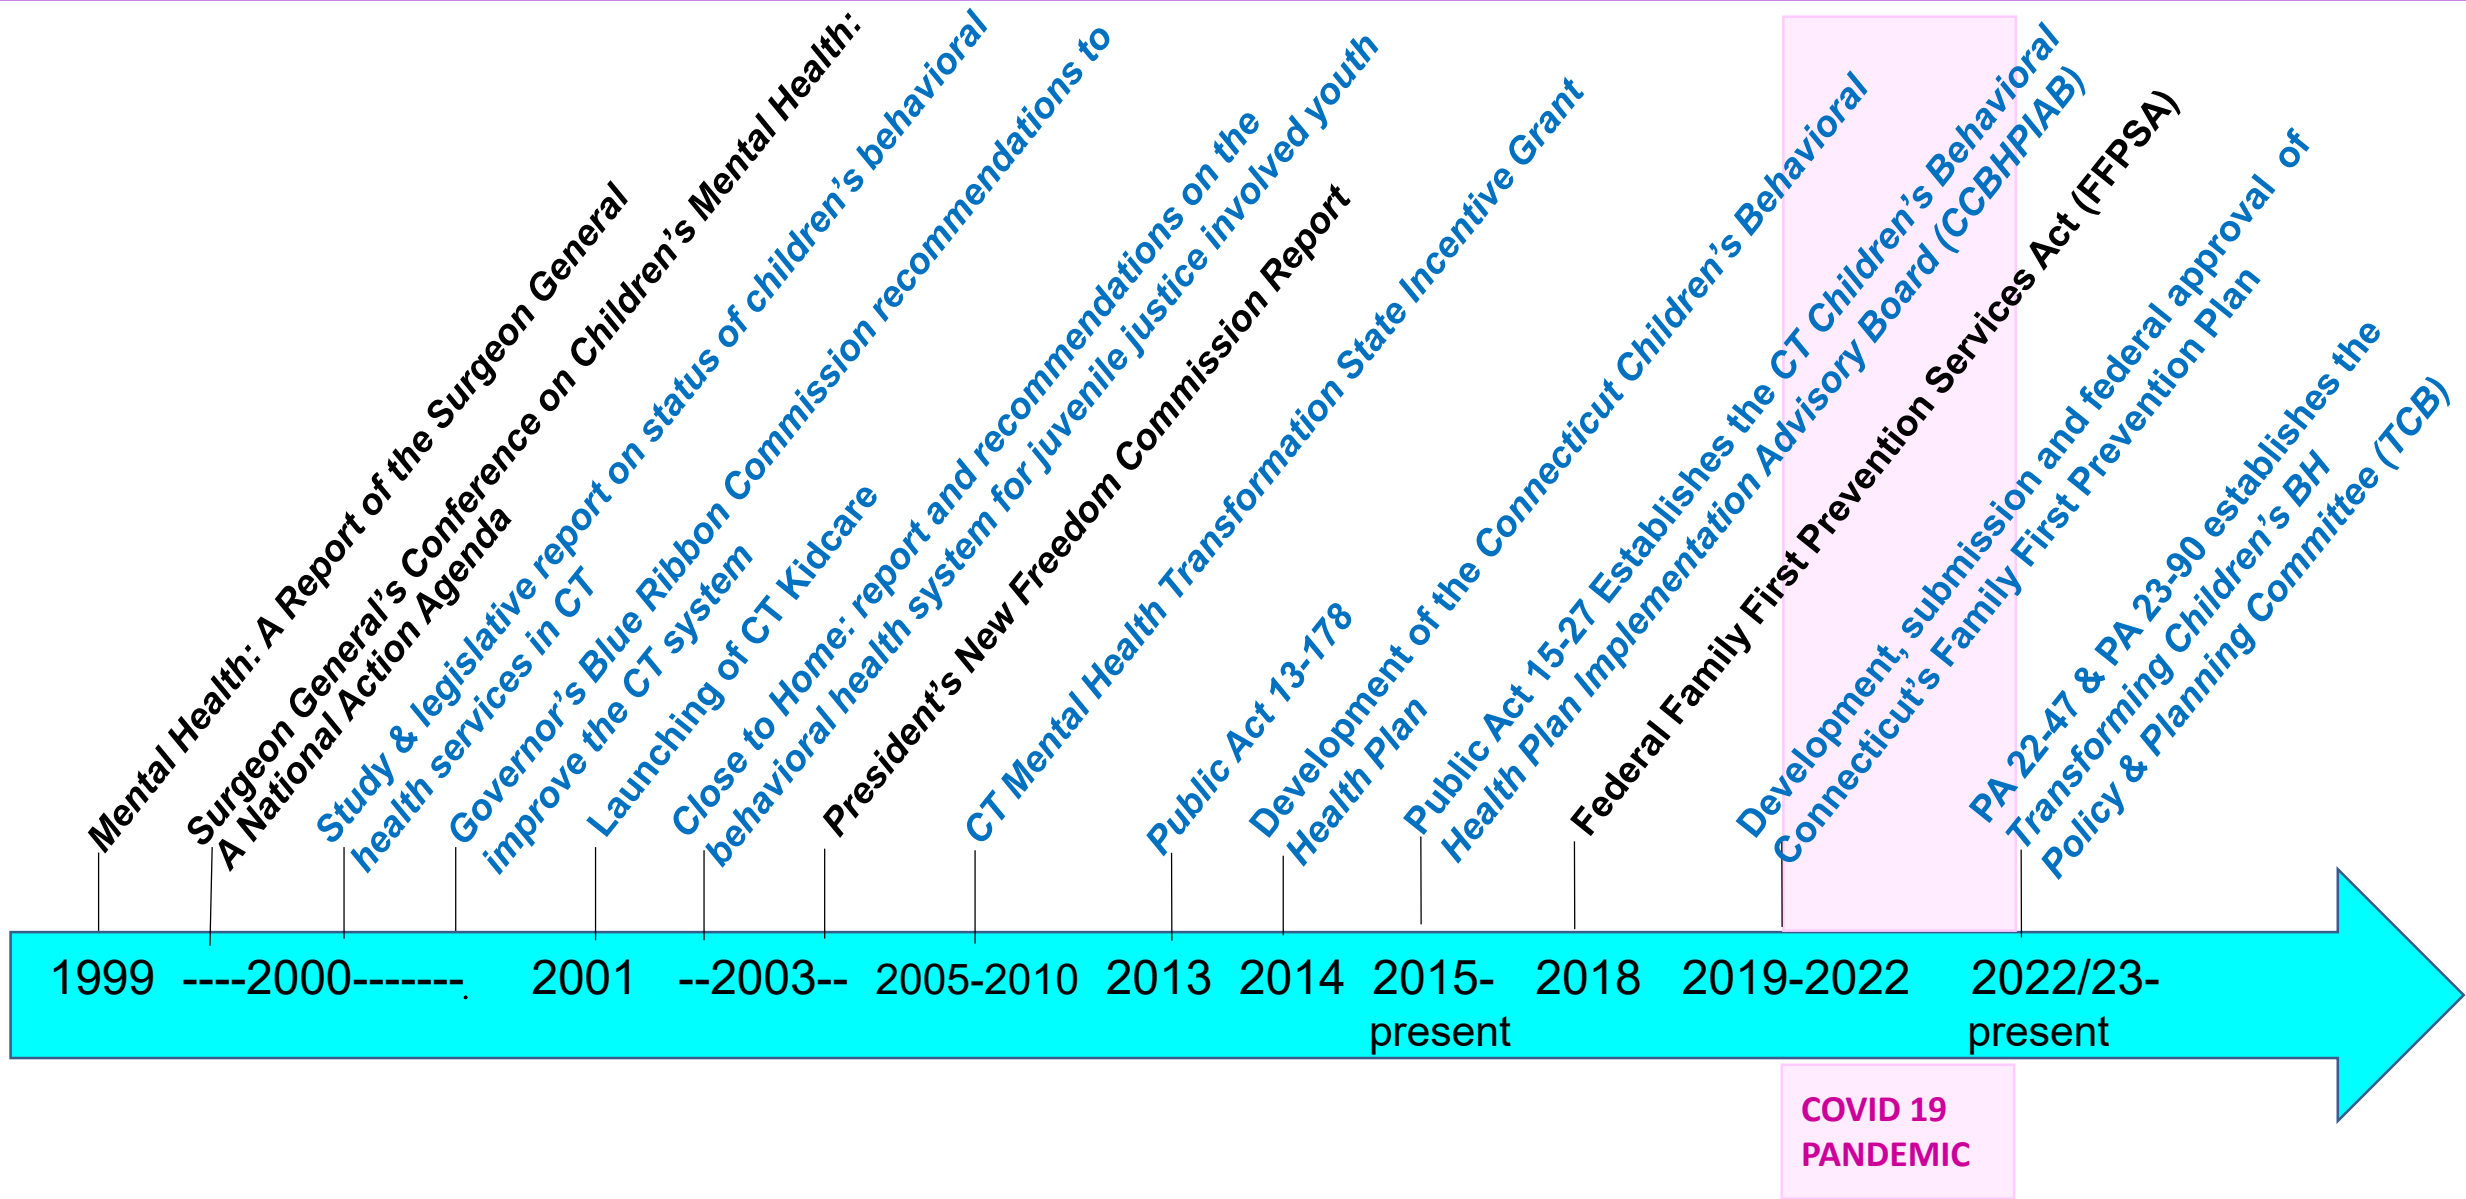 Mental Health: A Report of the Surgeon General
Surgeon General's Conference on Children's Mental Health:
A National Action Agenda
Study & legislative report on status of children's behavioral
health services in CT
Governor's Blue Ribbon Commission recommendations to
improve the CT system
Launching of CT Kidcare
Close to Home: report and recommendations on the
behavioral health system for juvenile justice involved youth
President's New Freedom Commission Report
CT Mental Health Transformation State Incentive Grant
Public Act 13-178
Development of the Connecticut Children's Behavioral
Health Plan
Public Act 15-27 Establishes the CT Children's Behavioral
Health Plan Implementation Advisory Board (CCBHPIAB)
Federal Family First Prevention Services Act (FFPSA)
Development, submission and federal approval of
Connecticut's Family First Prevention Plan
PA 22-47 & PA 23-90 establishes the
Transforming Children's BH
Policy & Planning Committee (TCB)
1999 ----2000-------. 2001 --2003-- 2005-2010 2013 2014 2015- 2018 2019-2022 2022/23-
present present
COVID 19
PANDEMIC